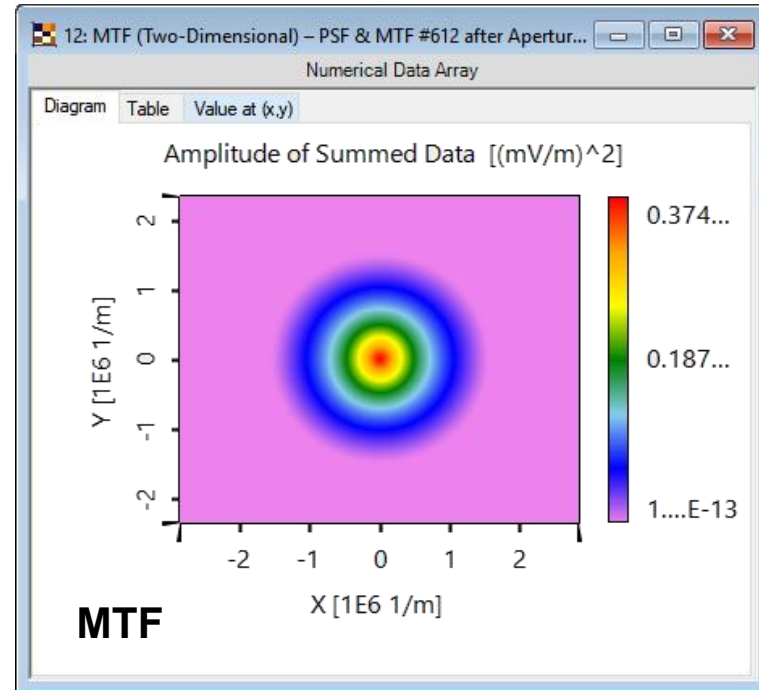 12: MTF (Two-Dimensional) – PSF & MTF #612 after Apertur...
Numerical Data Array
Diagram Table Value at (x,y)
Amplitude of Summed Data [(mV/m)^2]
2
1
0
-1
-2
Y [1E6 1/m]
0.374...
0.187...
1....E-13
-2 -1 0 1 2
X [1E6 1/m]
MTF